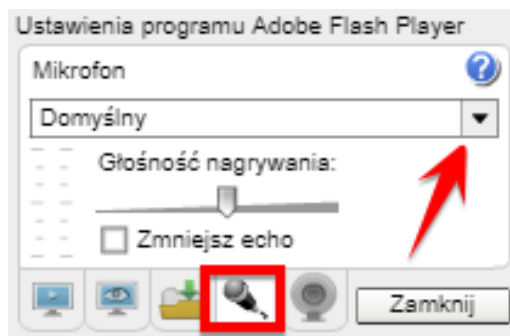 Ustawienia programu Adobe Flash Player
Mikrofon
?
Domyślny
Głośność nagrywania:
Zmniejsz echo
Zamknij